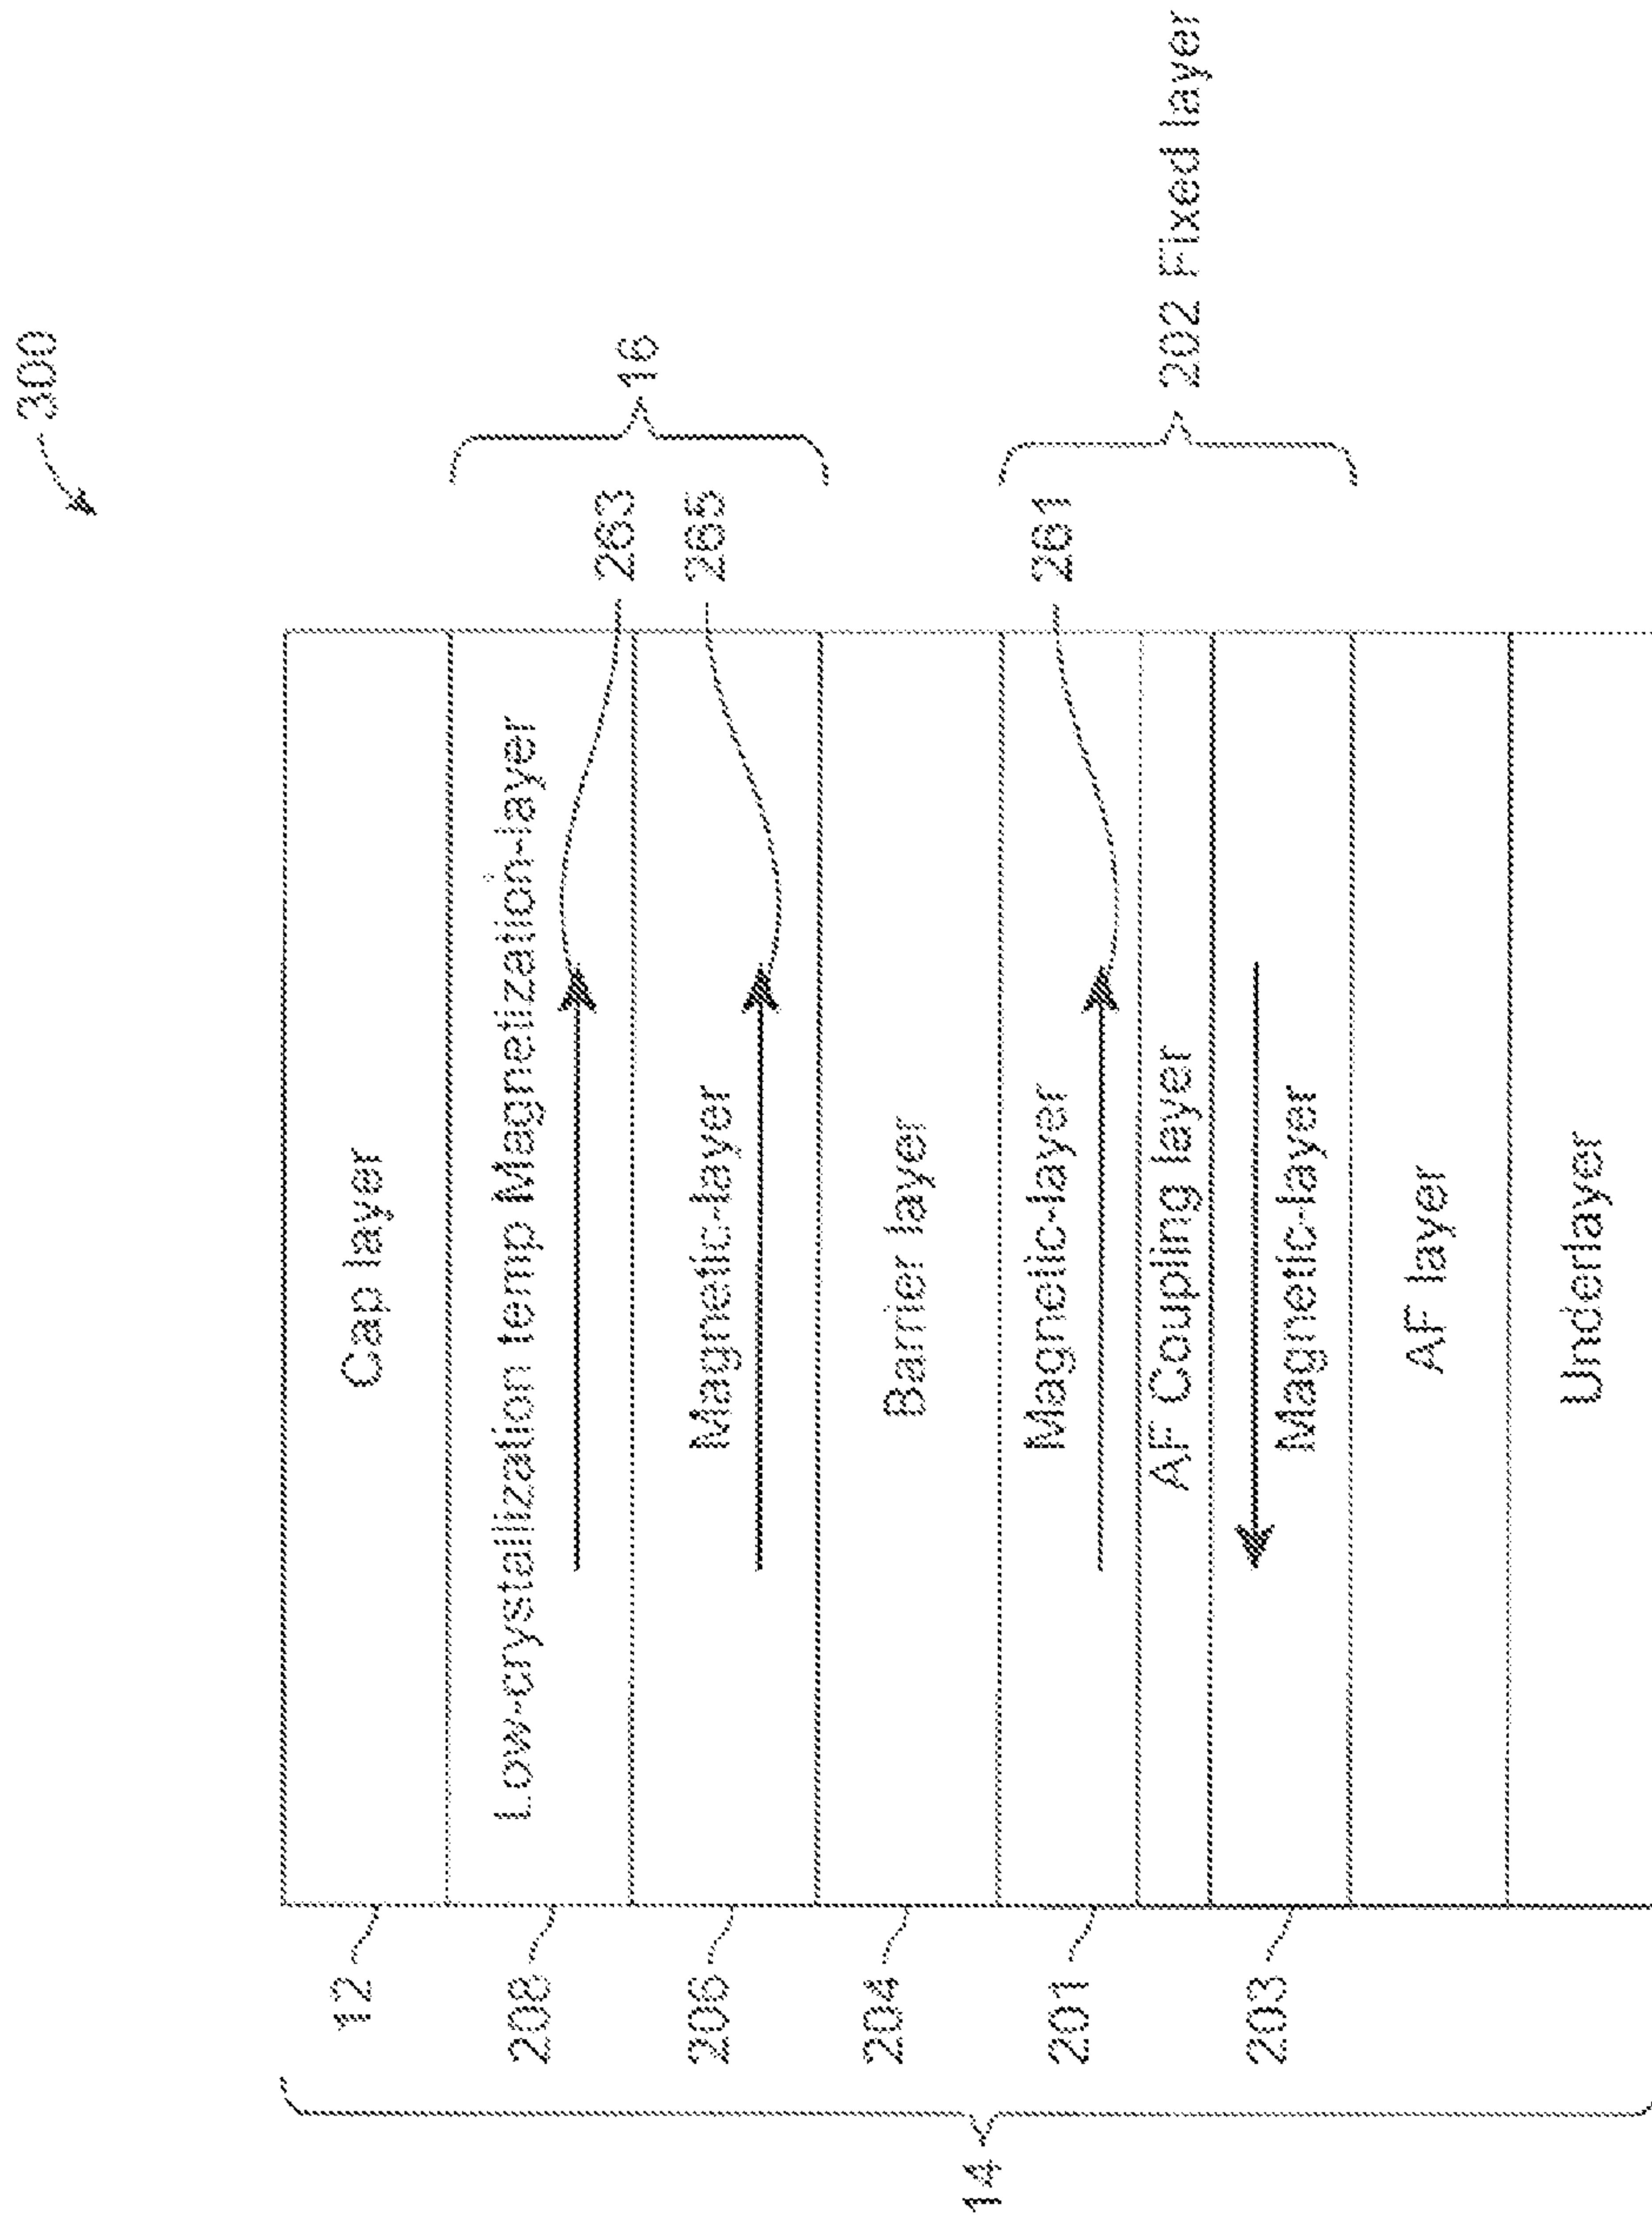 300
Cap layer
12
Low-crystallization temp Magnetization-layer
208
263
16
Magnetic-layer
206
265
Barrier layer
204
Magnetic-layer
201
261
202 Fixed layer
AF Coupling layer
Magnetic-layer
203
AF layer
Underlayer
14